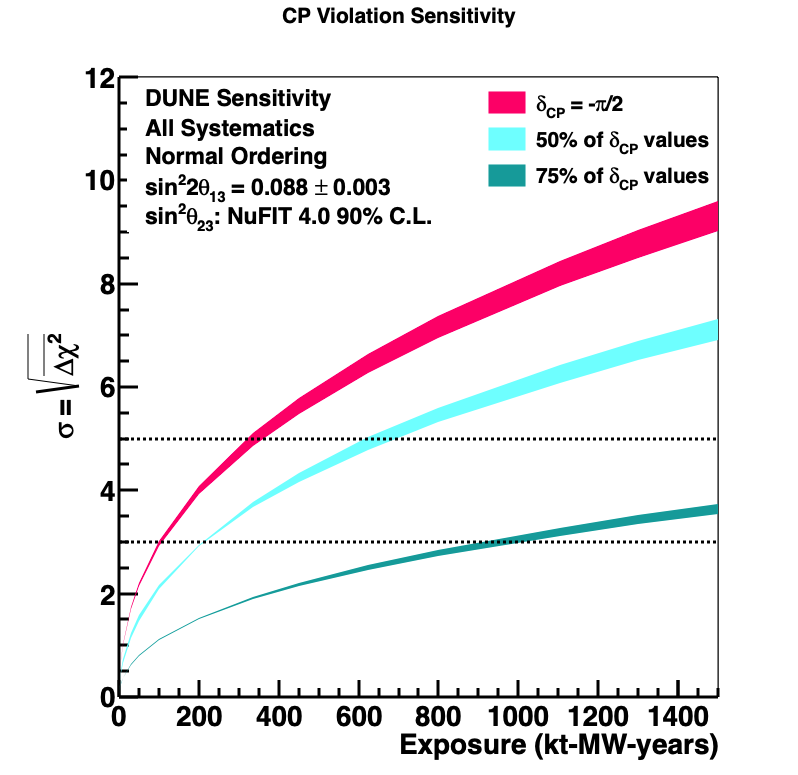 CP Violation Sensitivity
DUNE Sensitivity
All Systematics
Normal Ordering
sin²2θ₁₃ = 0.088 ± 0.003
sin²θ₂₃: NuFIT 4.0 90% C.L.
δCP = -π/2
50% of δCP values
75% of δCP values
12
10
8
6
4
2
0
σ = √Δχ²
0 200 400 600 800 1000 1200 1400
Exposure (kt-MW-years)